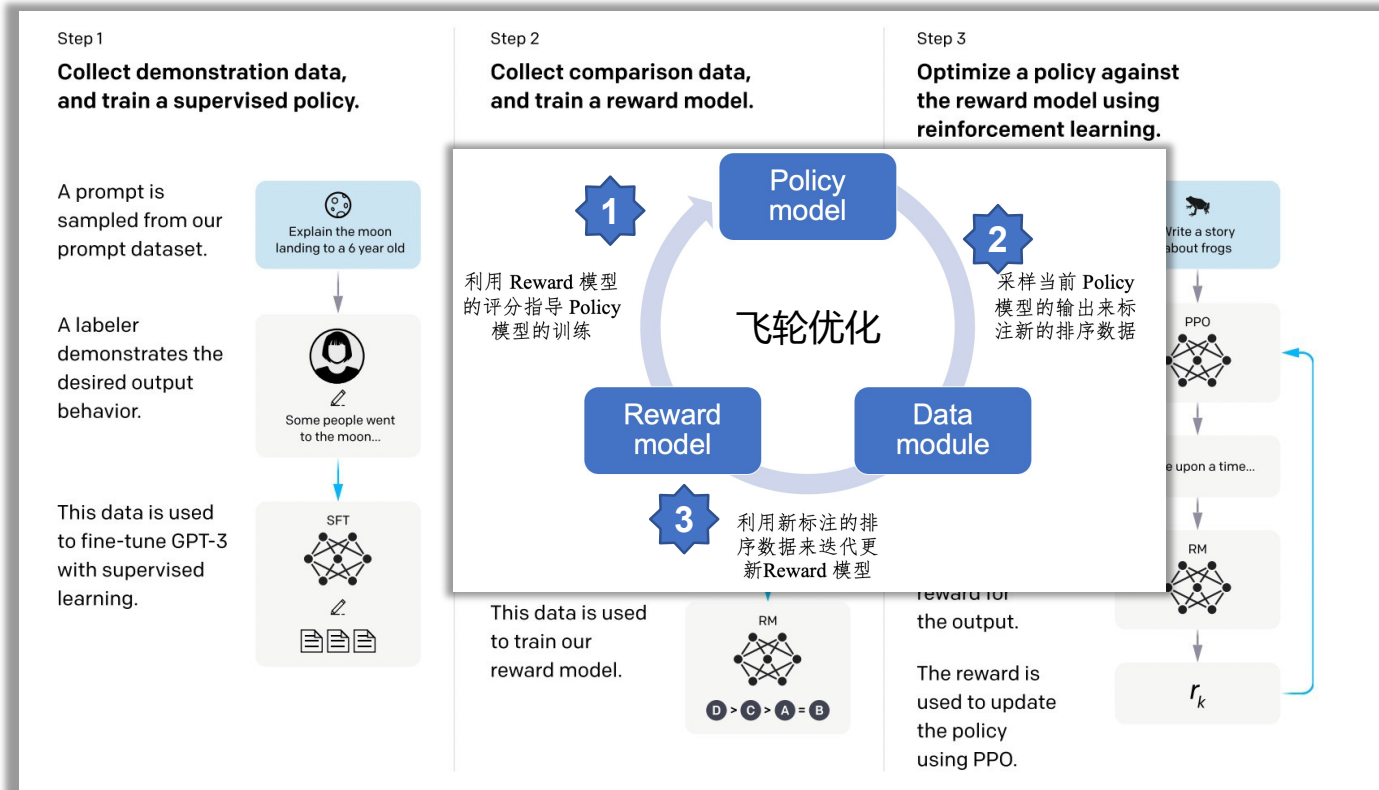 Step 1
Collect demonstration data,
and train a supervised policy.
A prompt is
sampled from our
prompt dataset.
Explain the moon
landing to a 6 year old
A labeler
demonstrates the
desired output
behavior.
Some people went
to the moon...
This data is used
to fine-tune GPT-3
with supervised
learning.
SFT
Step 2
Collect comparison data,
and train a reward model.
Policy
model
1
2
利用 Reward 模型
的评分指导 Policy
模型的训练
飞轮优化
采样当前 Policy
模型的输出来标
注新的排序数据
Reward
model
Data
module
3
利用新标注的排
序数据来迭代更
新Reward 模型
This data is used
to train our
reward model.
RM
D > C > A = B
Step 3
Optimize a policy against
the reward model using
reinforcement learning.
Write a story
about frogs
PPO
e upon a time...
RM
reward for
the output.
The reward is
used to update
the policy
using PPO.
rk